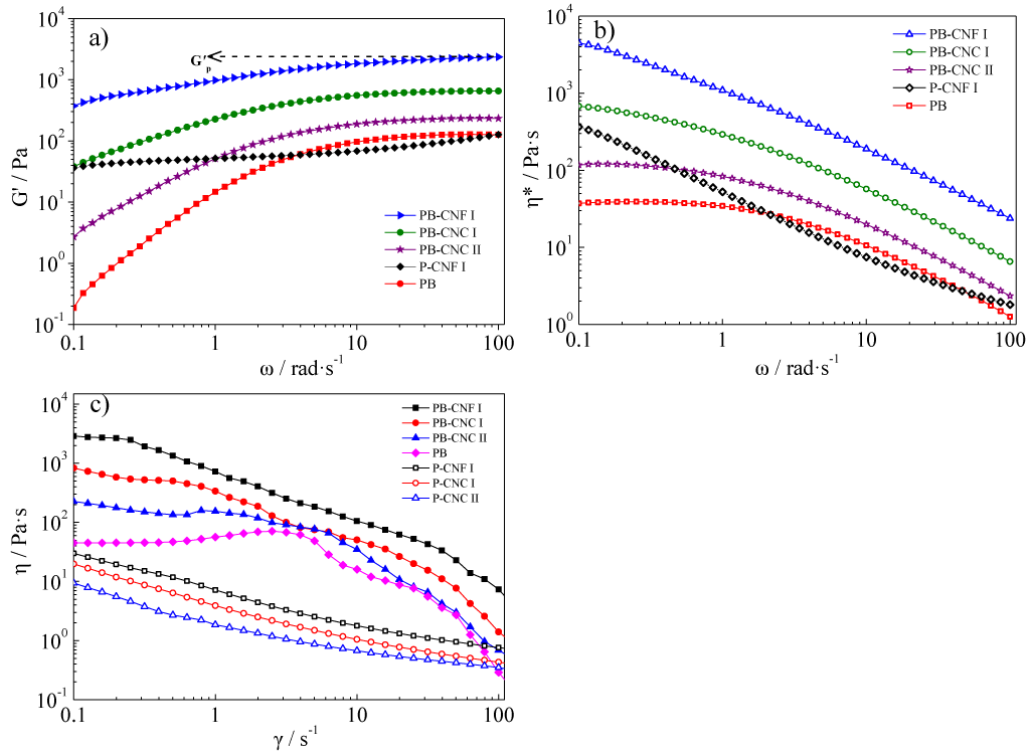 a)
G'p
G' / Pa
10⁴
10³
10²
10¹
10⁰
10⁻¹
PB-CNF I
PB-CNC I
PB-CNC II
P-CNF I
PB
0.1 1 10 100
ω / rad·s⁻¹
b)
η* / Pa·s
10⁴
10³
10²
10¹
10⁰
PB-CNF I
PB-CNC I
PB-CNC II
P-CNF I
PB
0.1 1 10 100
ω / rad·s⁻¹
c)
η / Pa·s
10⁴
10³
10²
10¹
10⁰
10⁻¹
PB-CNF I
PB-CNC I
PB-CNC II
PB
P-CNF I
P-CNC I
P-CNC II
0.1 1 10 100
γ / s⁻¹